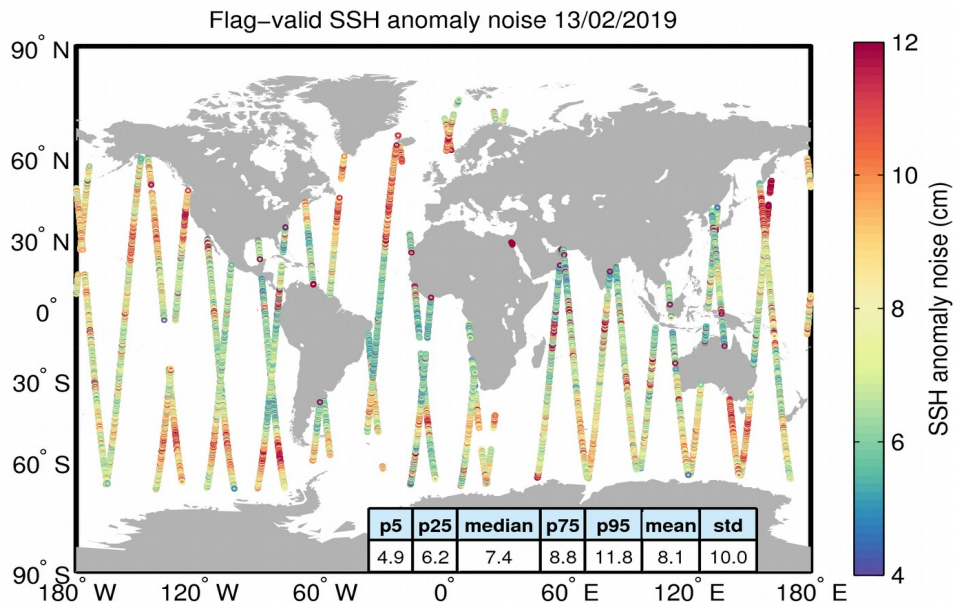 Flag−valid SSH anomaly noise 13/02/2019
90° N
60° N
30° N
0°
30° S
60° S
90° S
180° W
120° W
60° W
0°
60° E
120° E
180° E
p5 p25 median p75 p95 mean std
4.9 6.2 7.4 8.8 11.8 8.1 10.0
12
10
8
6
4
SSH anomaly noise (cm)